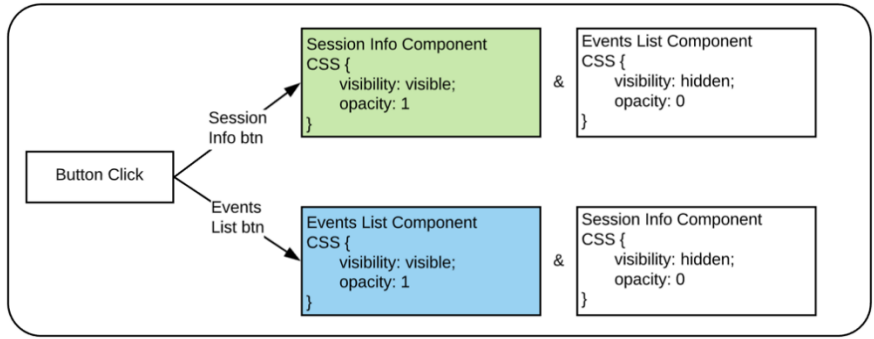 Session Info Component
CSS {
visibility: visible;
opacity: 1
}
&
Events List Component
CSS {
visibility: hidden;
opacity: 0
}
Session
Info btn
Button Click
Events
List btn
Events List Component
CSS {
visibility: visible;
opacity: 1
}
&
Session Info Component
CSS {
visibility: hidden;
opacity: 0
}